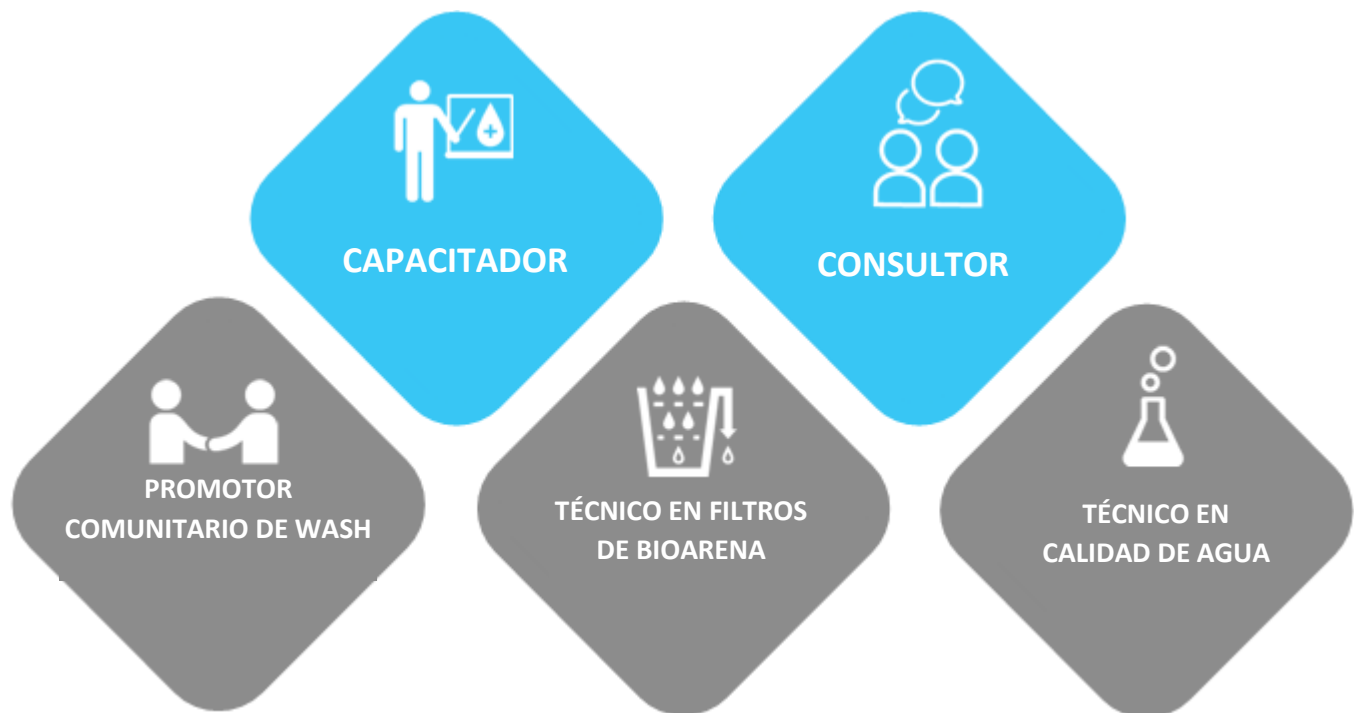 CAPACITADOR
CONSULTOR
PROMOTOR
COMUNITARIO DE WASH
TÉCNICO EN FILTROS
DE BIOARENA
TÉCNICO EN
CALIDAD DE AGUA